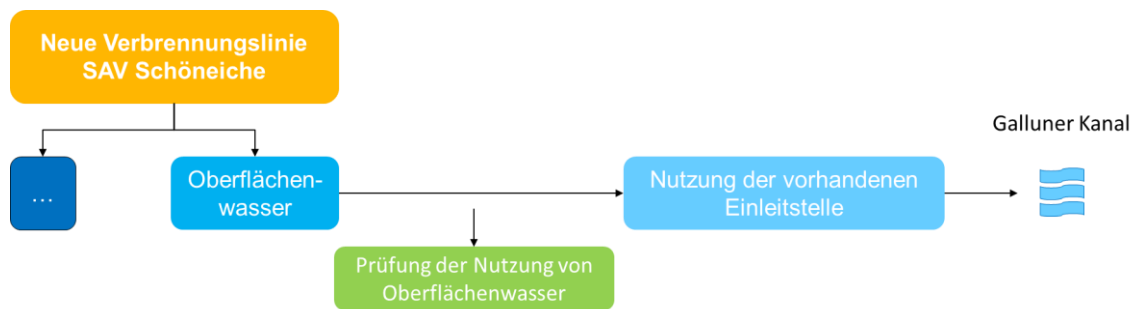 Neue Verbrennungslinie
SAV Schöneiche
Galluner Kanal
...
Oberflächen-
wasser
Nutzung der vorhandenen
Einleitstelle
Prüfung der Nutzung von
Oberflächenwasser